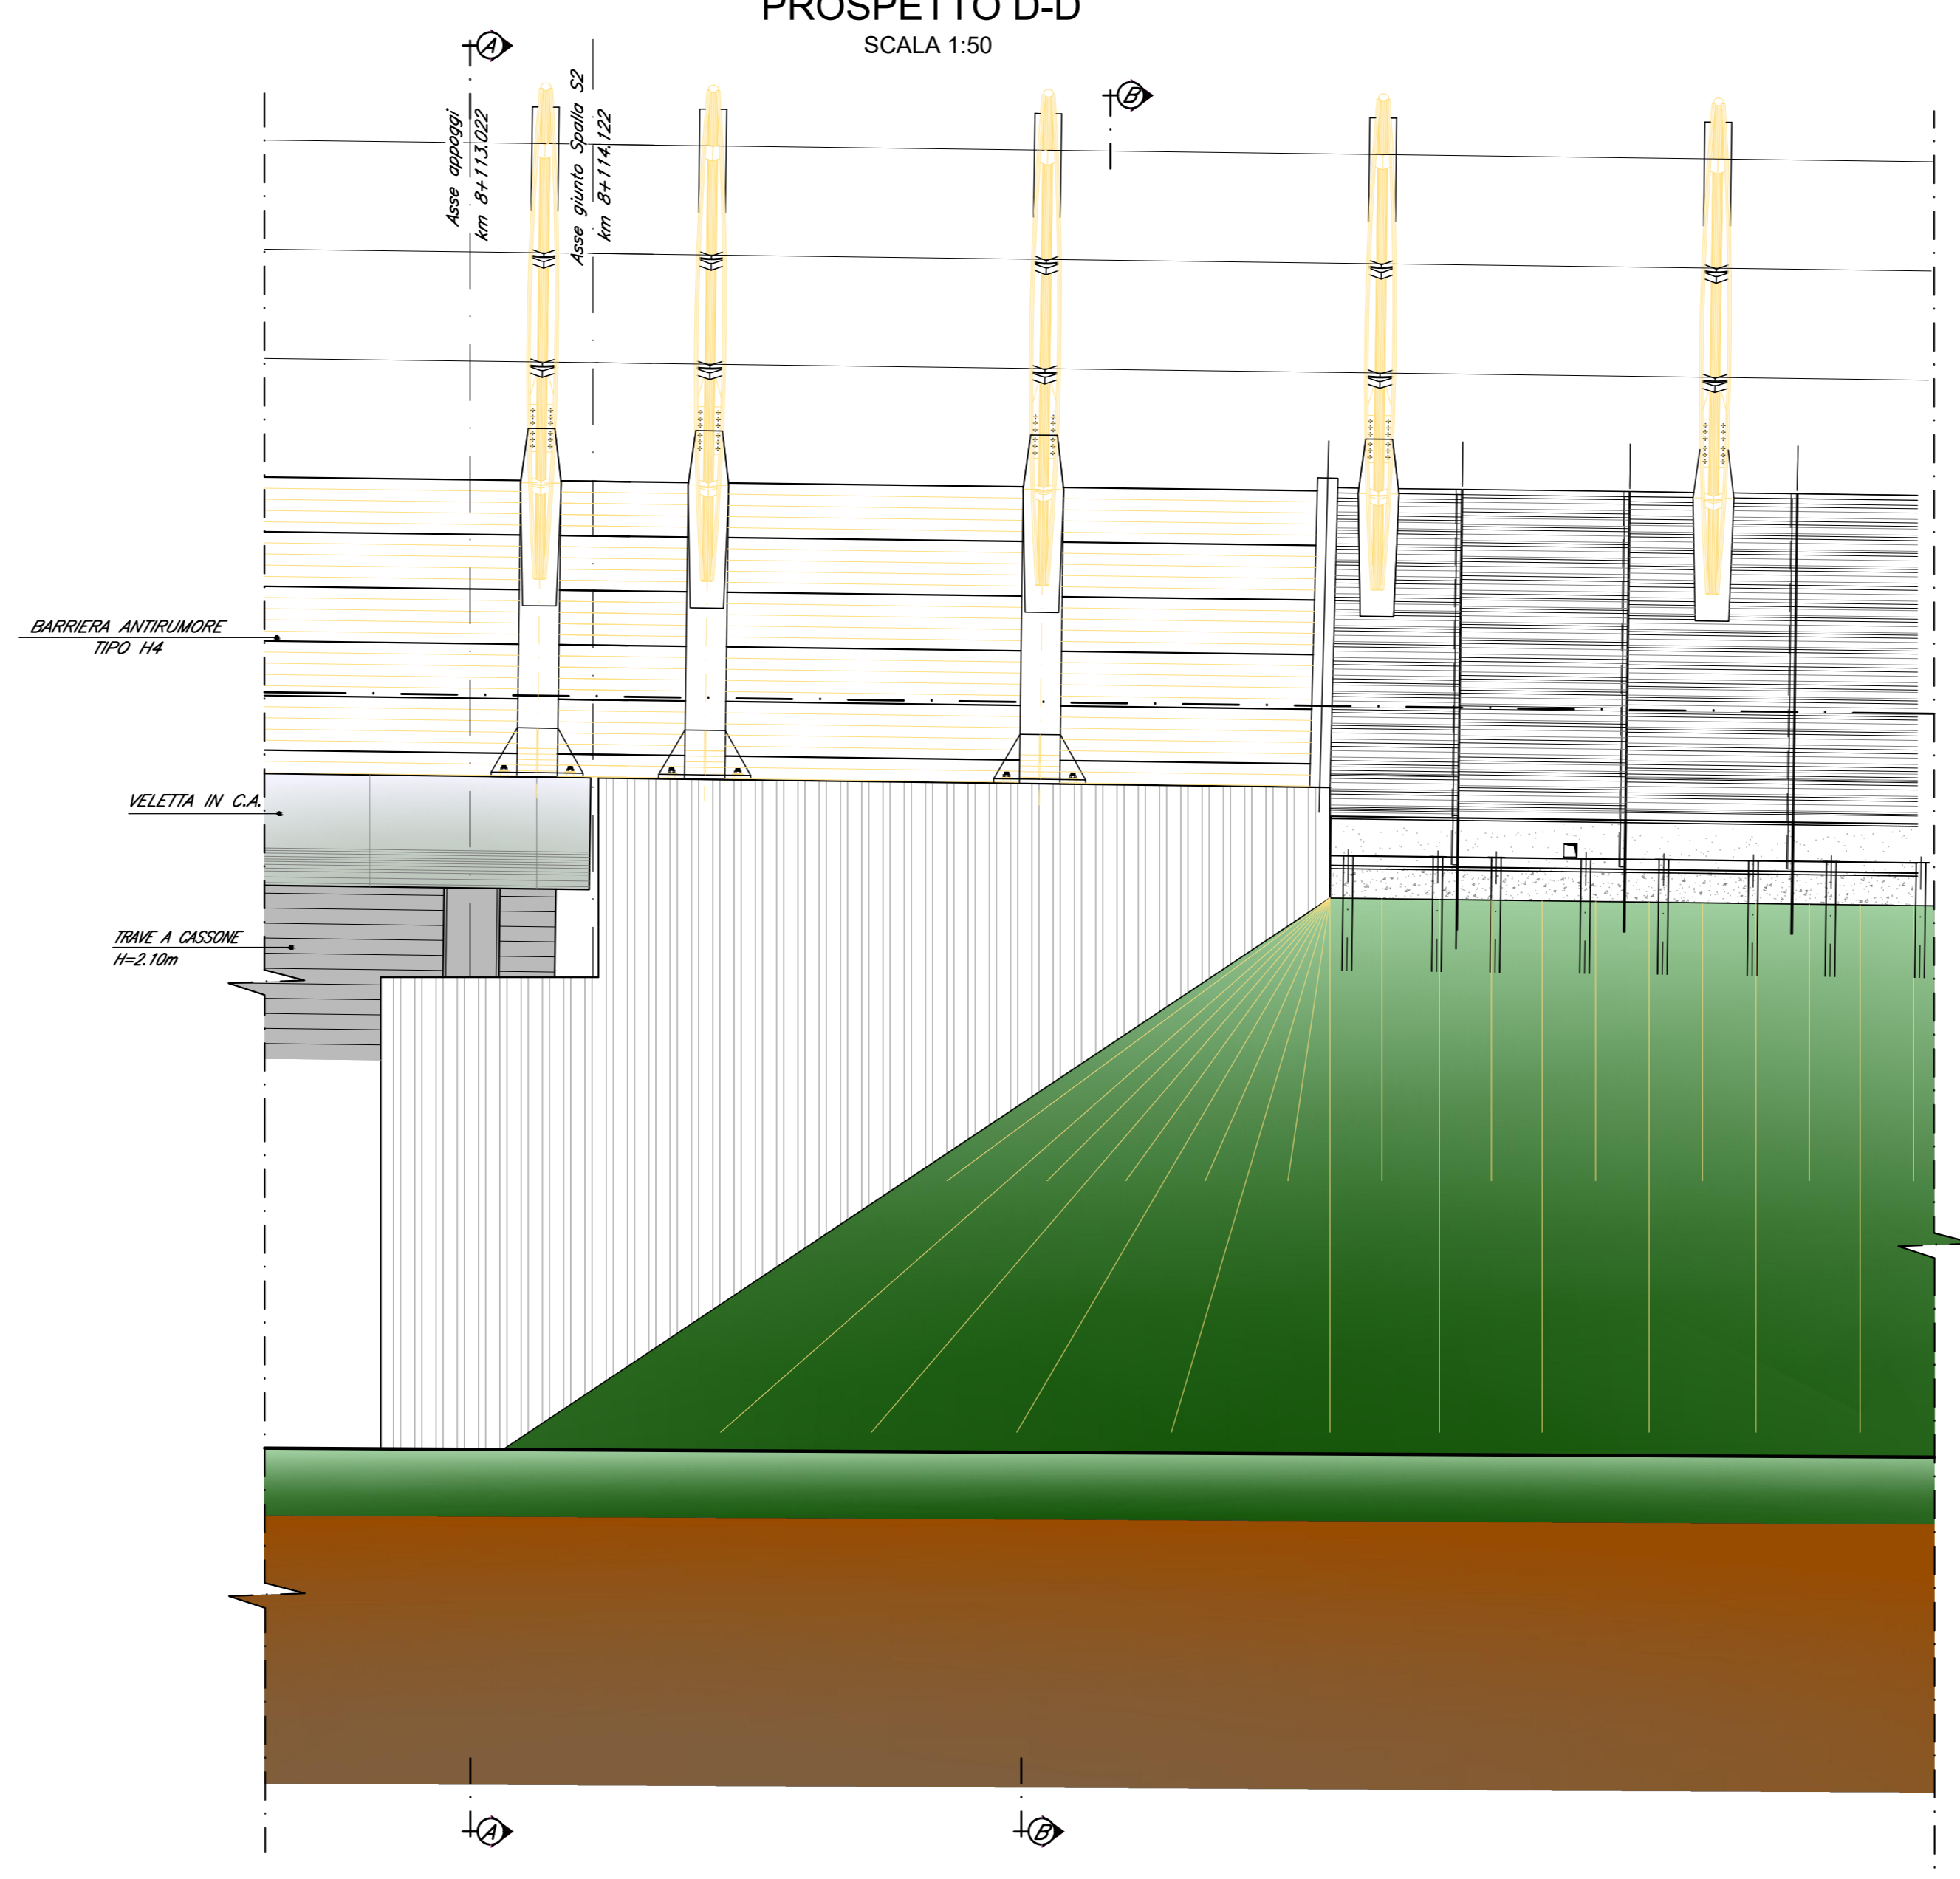 PROSPETTO D-D
SCALA 1:50
A
B
Asse appoggi
km 8+113.022
Asse giunto Spalla S2
km 8+114.122
BARRIERA ANTIRUMORE
TIPO H4
VELETTA IN C.A.
TRAVE A CASSONE
H=2.10m
A
B